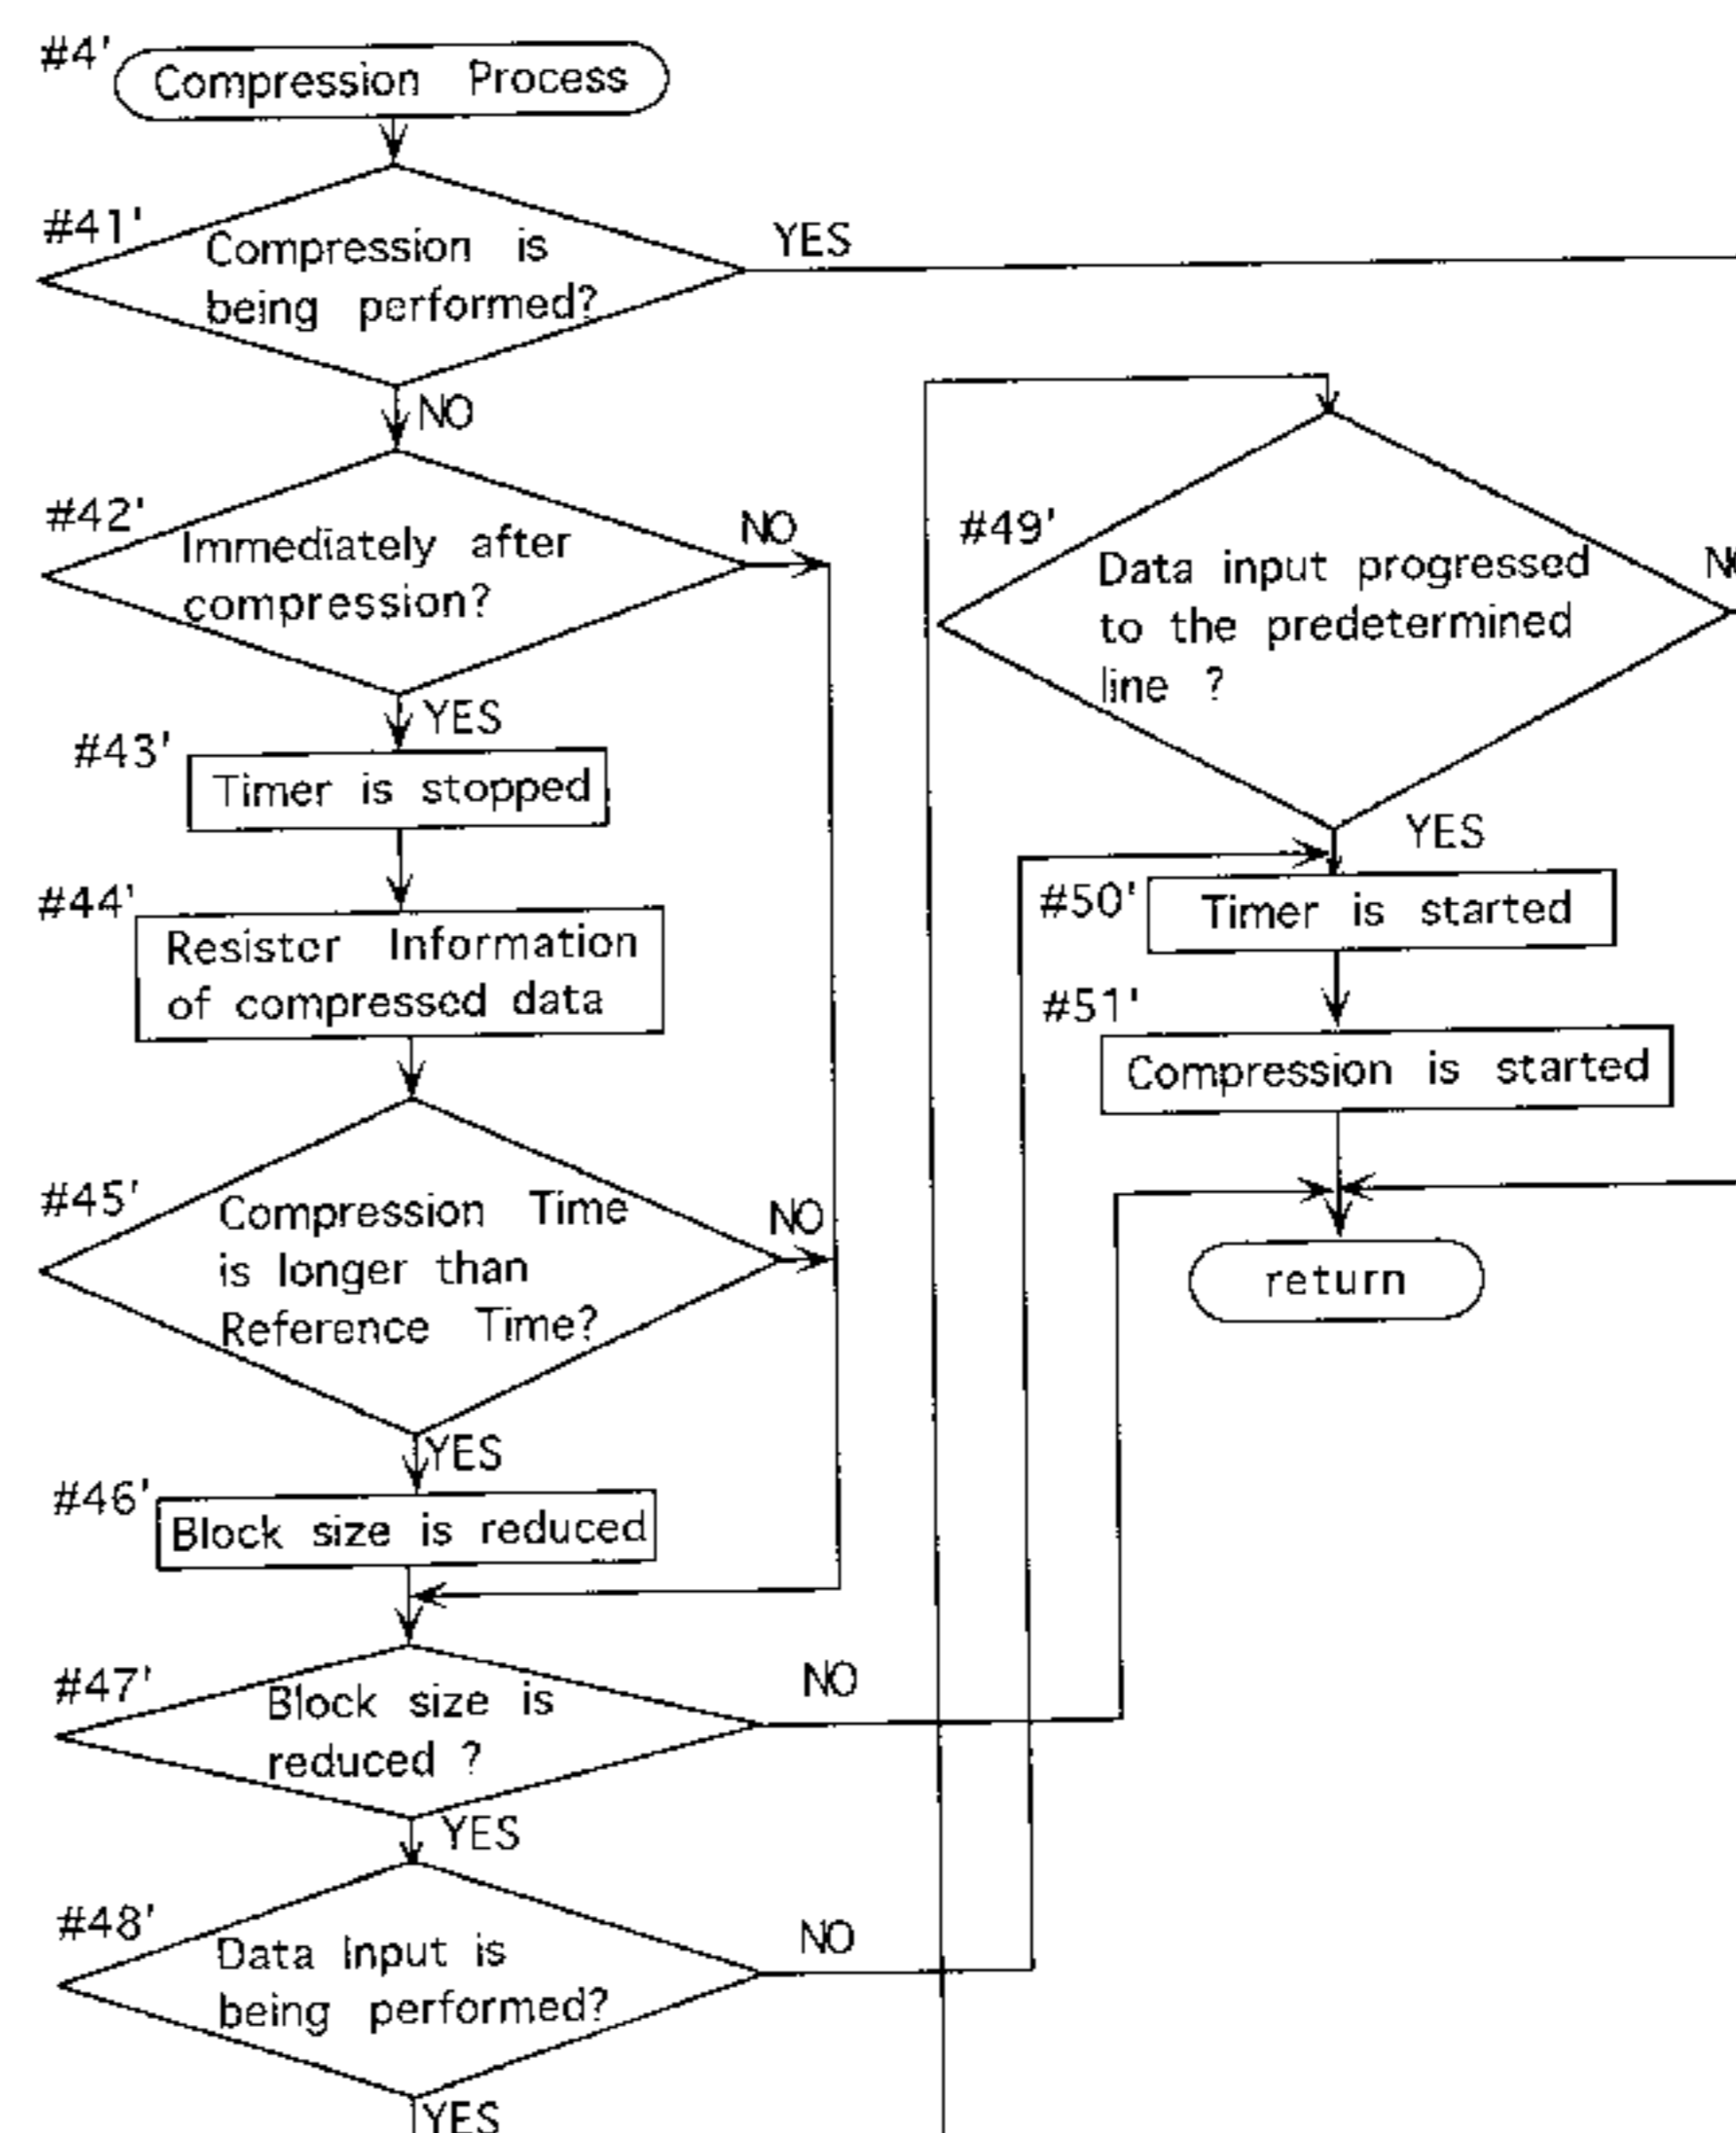 #4'
Compression Process
#41'
Compression is
being performed?
YES
NO
#42'
Immediately after
compression?
NO
YES
#43'
Timer is stopped
#44'
Resistor Information
of compressed data
#45'
Compression Time
is longer than
Reference Time?
NO
YES
#46'
Block size is reduced
#47'
Block size is
reduced ?
NO
YES
#48'
Data Input is
being performed?
NO
YES
#49'
Data input progressed
to the predetermined
line ?
YES
#50'
Timer is started
#51'
Compression is started
return